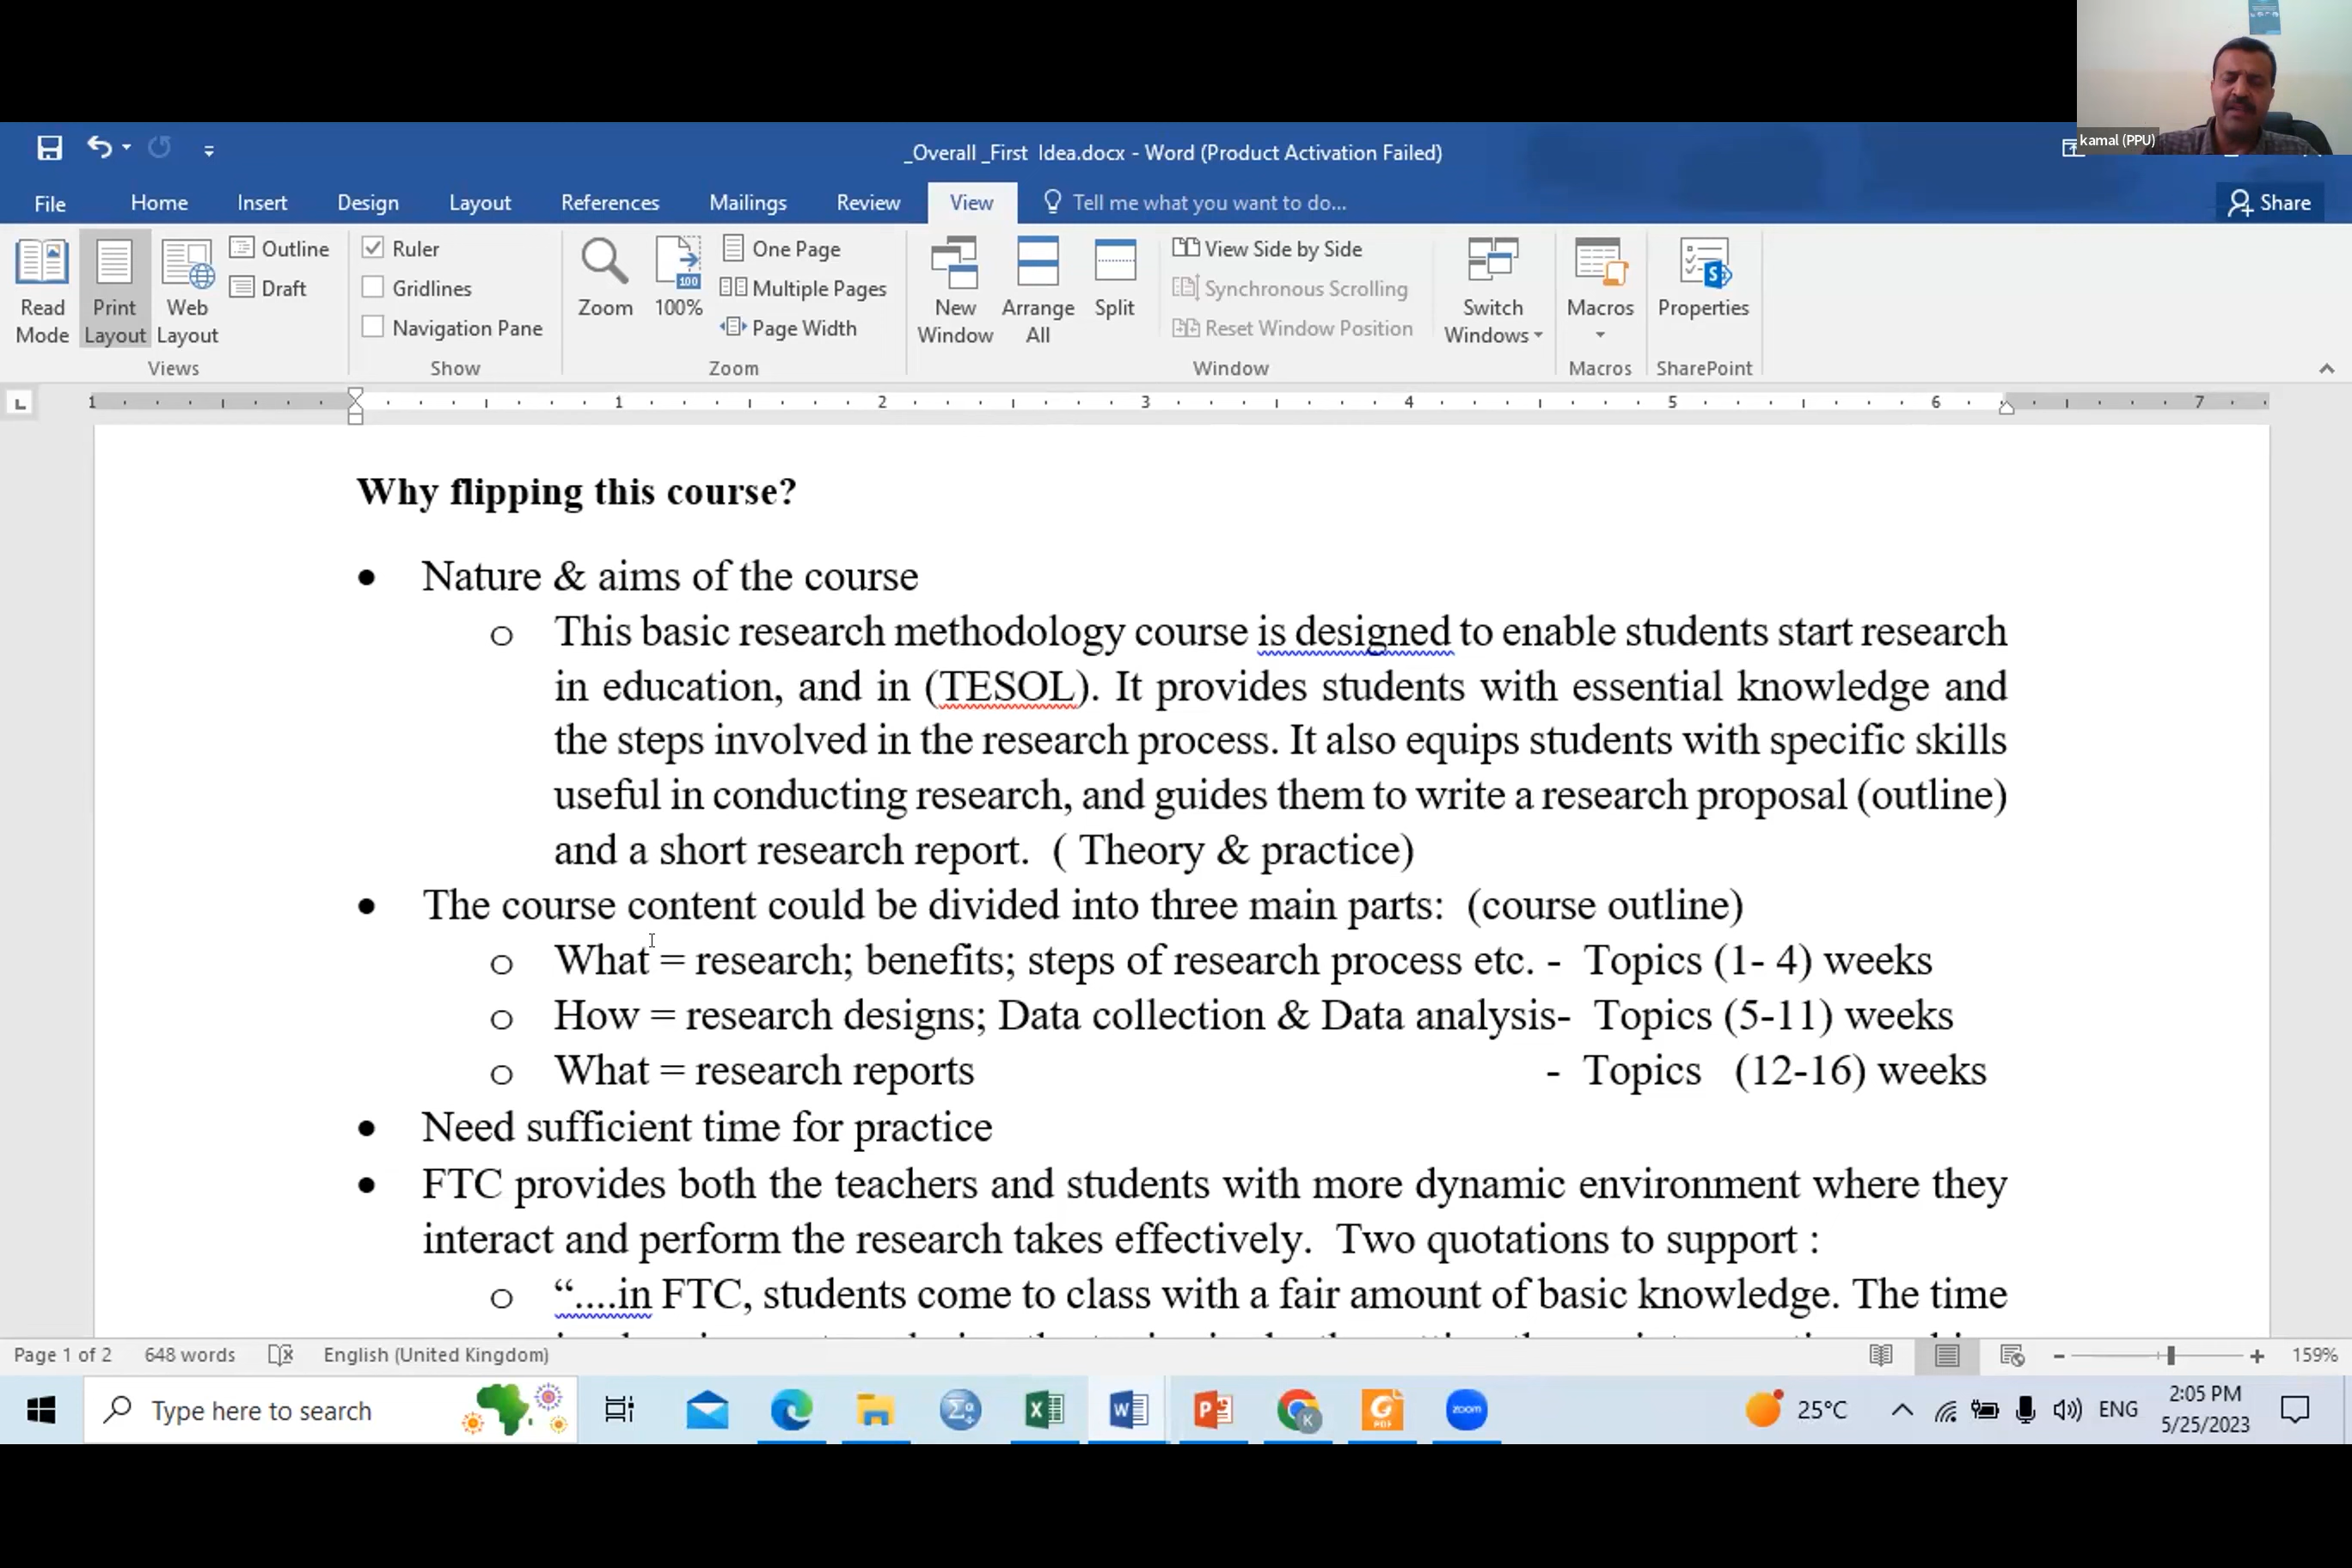 kamal (PPU)
_Overall _First Idea.docx - Word (Product Activation Failed)
File Home Insert Design Layout References Mailings Review View Tell me what you want to do... Share
Read Mode
Print Layout
Web Layout
Outline
Draft
Views
Ruler
Gridlines
Navigation Pane
Show
Zoom
100
100%
One Page
Multiple Pages
Page Width
Zoom
New Window
Arrange All
Split
View Side by Side
Synchronous Scrolling
Reset Window Position
Window
Switch Windows
Macros
Macros
Properties
SharePoint
L
1 1 2 3 4 5 6 7
Why flipping this course?
• Nature & aims of the course
o This basic research methodology course is designed to enable students start research
in education, and in (TESOL). It provides students with essential knowledge and
the steps involved in the research process. It also equips students with specific skills
useful in conducting research, and guides them to write a research proposal (outline)
and a short research report. ( Theory & practice)
• The course content could be divided into three main parts: (course outline)
o What = research; benefits; steps of research process etc. - Topics (1- 4) weeks
o How = research designs; Data collection & Data analysis- Topics (5-11) weeks
o What = research reports - Topics (12-16) weeks
• Need sufficient time for practice
• FTC provides both the teachers and students with more dynamic environment where they
interact and perform the research takes effectively. Two quotations to support :
o “....in FTC, students come to class with a fair amount of basic knowledge. The time
Page 1 of 2 648 words English (United Kingdom) 159%
Type here to search
zoom
25°C
ENG
2:05 PM
5/25/2023